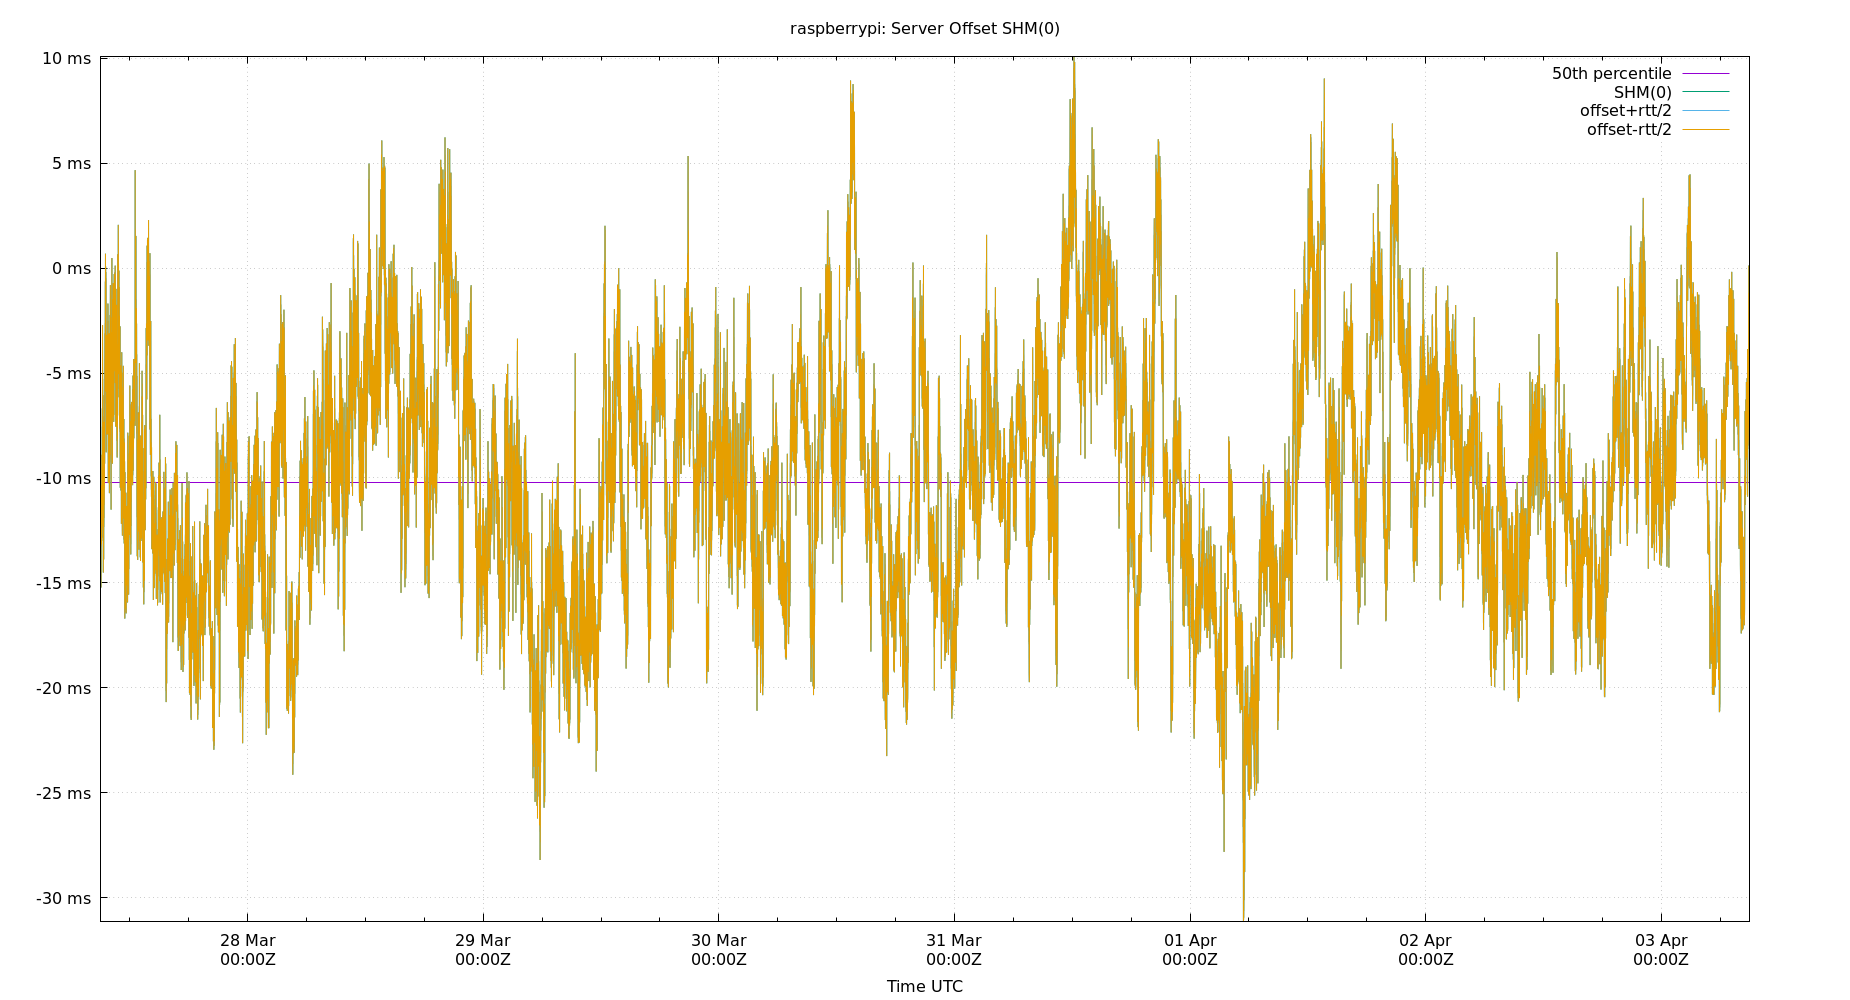 raspberrypi: Server Offset SHM(0)
50th percentile
SHM(0)
offset+rtt/2
offset-rtt/2
10 ms
5 ms
0 ms
-5 ms
-10 ms
-15 ms
-20 ms
-25 ms
-30 ms
28 Mar 29 Mar 30 Mar 31 Mar 01 Apr 02 Apr 03 Apr
00:00Z 00:00Z 00:00Z 00:00Z 00:00Z 00:00Z 00:00Z
Time UTC